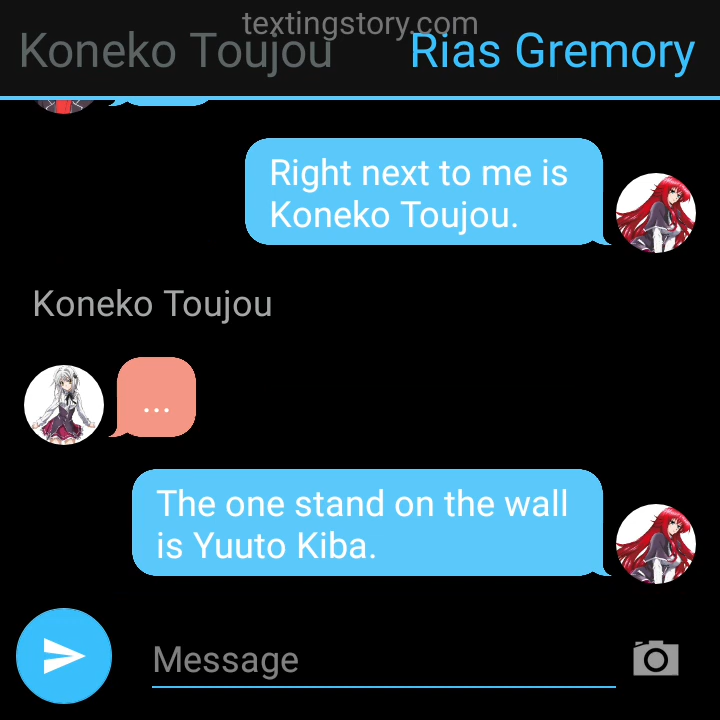 textingstory.com
Koneko Toujou
Rias Gremory
Right next to me is
Koneko Toujou.
Koneko Toujou
...
The one stand on the wall
is Yuuto Kiba.
Message